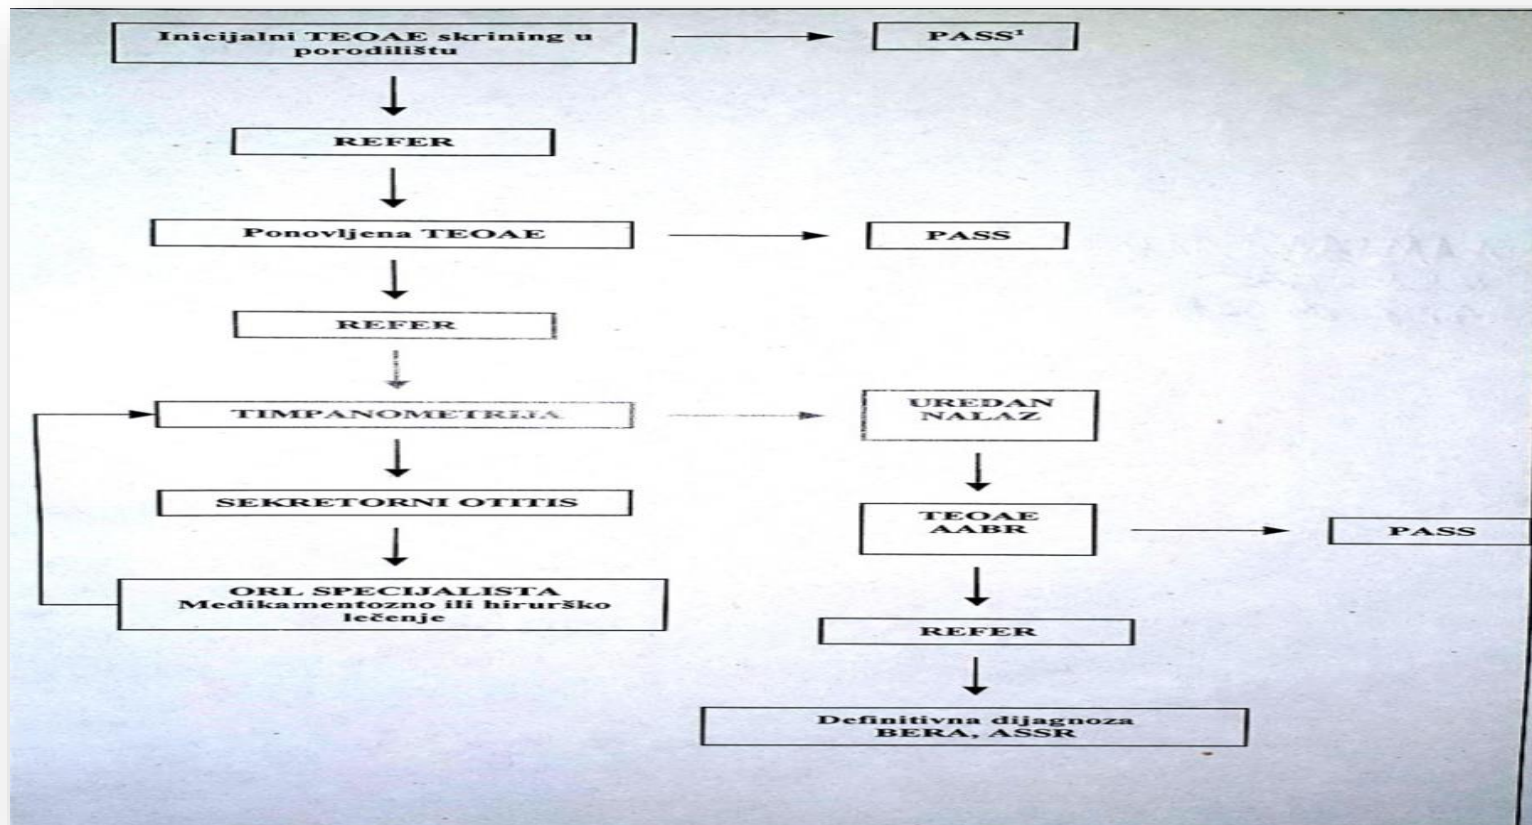 Inicijalni TEOAE skrining u
porodilištu
PASS¹
REFER
Ponovljena TEOAE
PASS
REFER
TIMPANOMETRIJA
UREDAN
NALAZ
SEKRETORNI OTITIS
TEOAE
AABR
PASS
ORL SPECIJALISTA
Medikamentozno ili hirurško
lečenje
REFER
Definitivna dijagnoza
BERA, ASSR